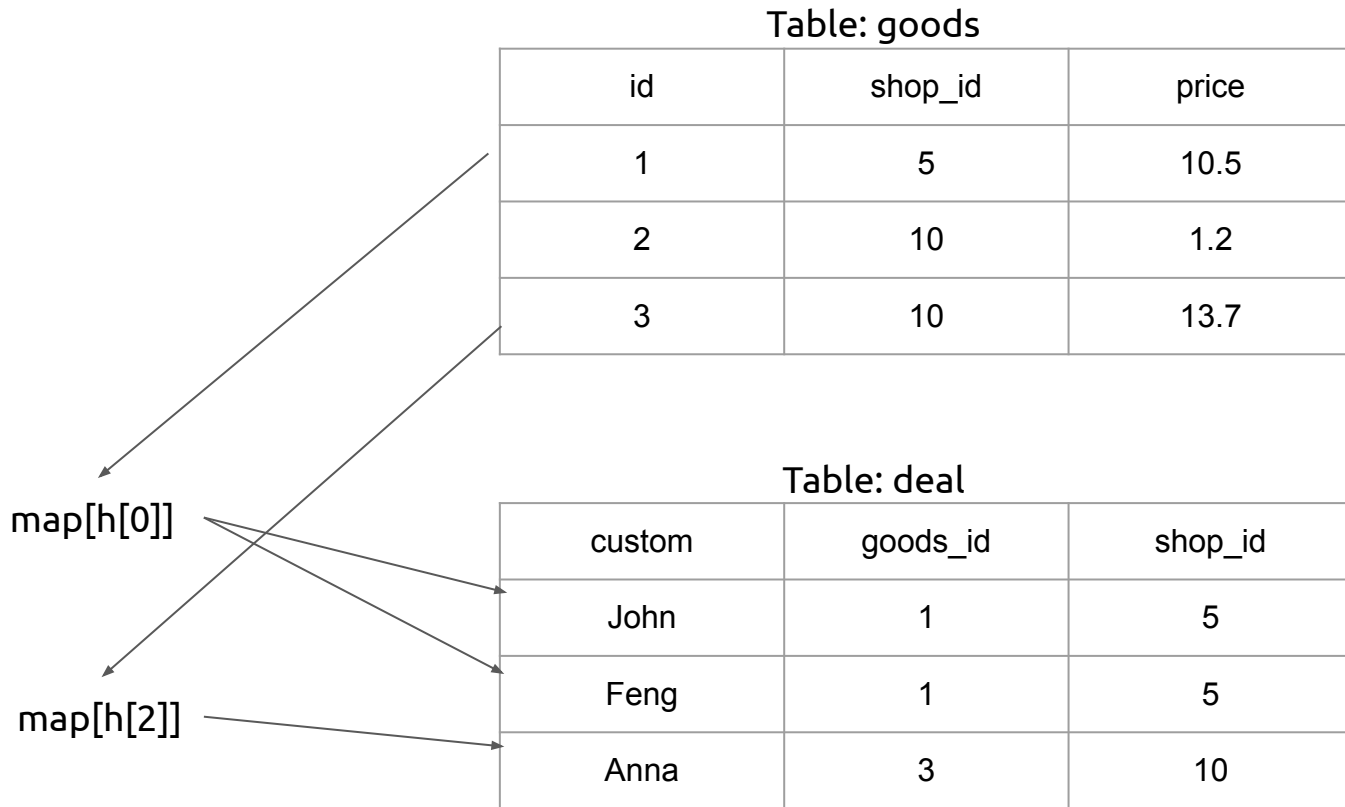 Table: goods
id shop_id price
1 5 10.5
2 10 1.2
3 10 13.7
Table: deal
map[h[0]]
custom goods_id shop_id
John 1 5
Feng 1 5
map[h[2]]
Anna 3 10